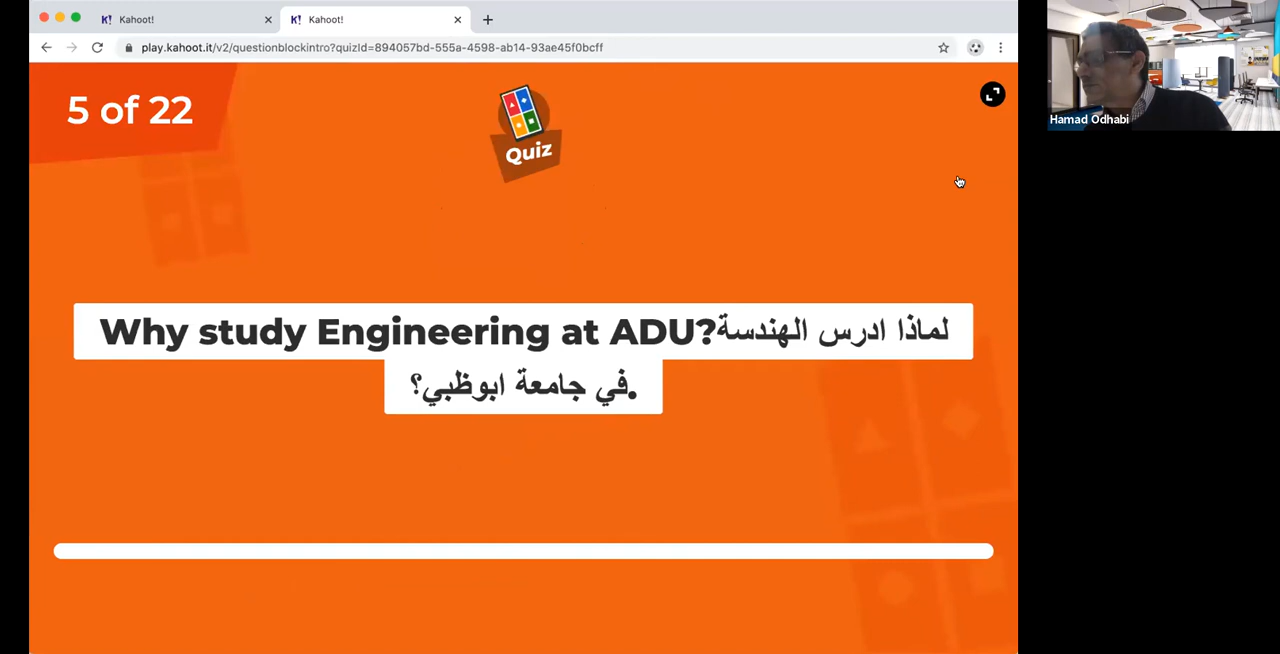 Kahoot!
Kahoot!
play.kahoot.it/v2/questionblockintro?quizId=894057bd-555a-4598-ab14-93ae45f0bcff
5 of 22
Quiz
Hamad Odhabi
Why study Engineering at ADU?لماذا ادرس الهندسة
في جامعة ابوظبي؟.